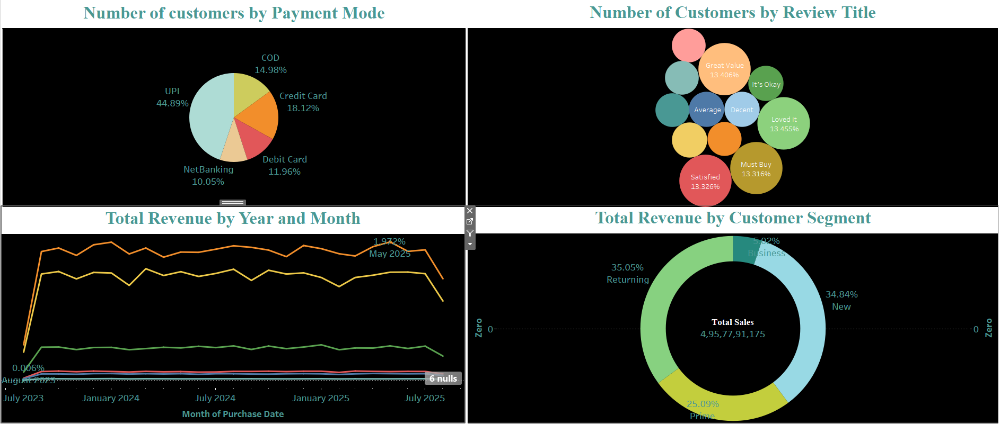 Number of customers by Payment Mode
COD
14.98%
UPI
44.89%
Credit Card
18.12%
Debit Card
11.96%
NetBanking
10.05%
Number of Customers by Review Title
Great Value
13.406%
It's Okay
Average
Decent
Loved it
13.455%
Must Buy
13.316%
Satisfied
13.326%
Total Revenue by Year and Month
1.972%
May 2025
0.006%
August 2023
6 nulls
July 2023
January 2024
July 2024
January 2025
July 2025
Month of Purchase Date
Total Revenue by Customer Segment
5.02%
Business
35.05%
Returning
34.84%
New
Total Sales
4,95,77,91,175
Zero
0
0
Zero
25.09%
Prime